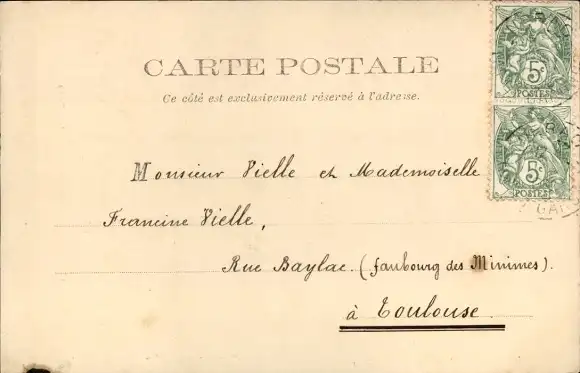 CARTE POSTALE
Ce côté est exclusivement réservé à l'adresse.
5c
POSTES
5c
POSTES
Monsieur Vielle et Mademoiselle
Francine Vielle,
Rue Baylac. (faubourg des Minimes).
à Toulouse.